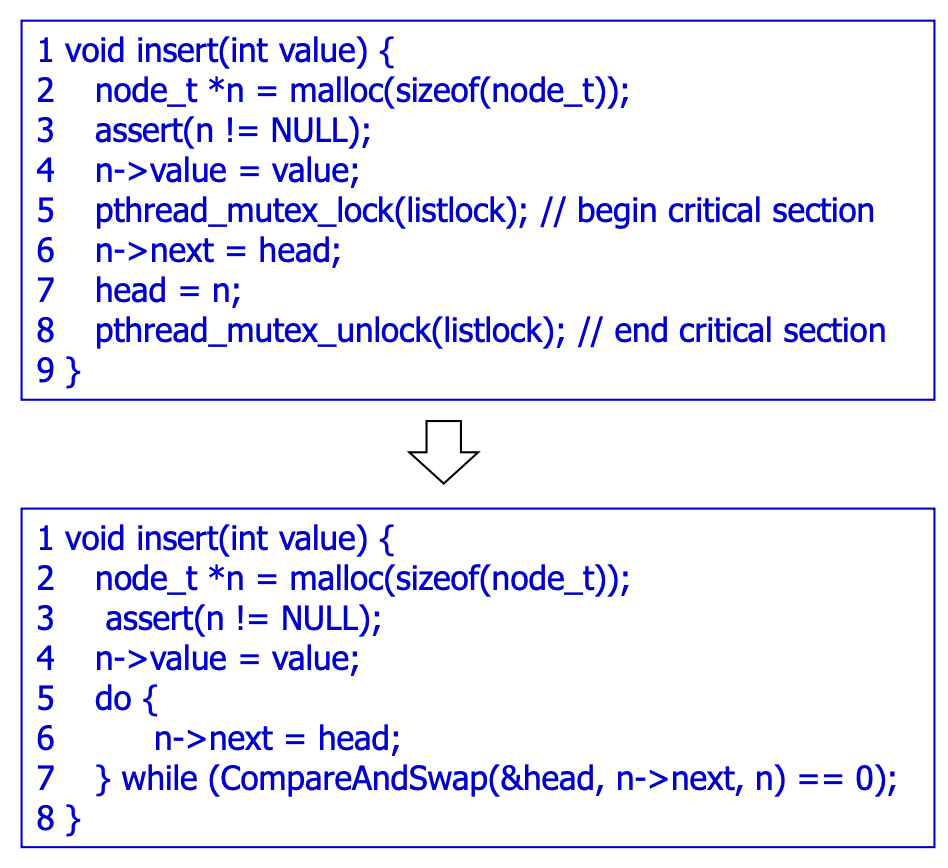 1 void insert(int value) {
2 node_t *n = malloc(sizeof(node_t));
3 assert(n != NULL);
4 n->value = value;
5 pthread_mutex_lock(listlock); // begin critical section
6 n->next = head;
7 head = n;
8 pthread_mutex_unlock(listlock); // end critical section
9 }
1 void insert(int value) {
2 node_t *n = malloc(sizeof(node_t));
3 assert(n != NULL);
4 n->value = value;
5 do {
6 n->next = head;
7 } while (CompareAndSwap(&head, n->next, n) == 0);
8 }